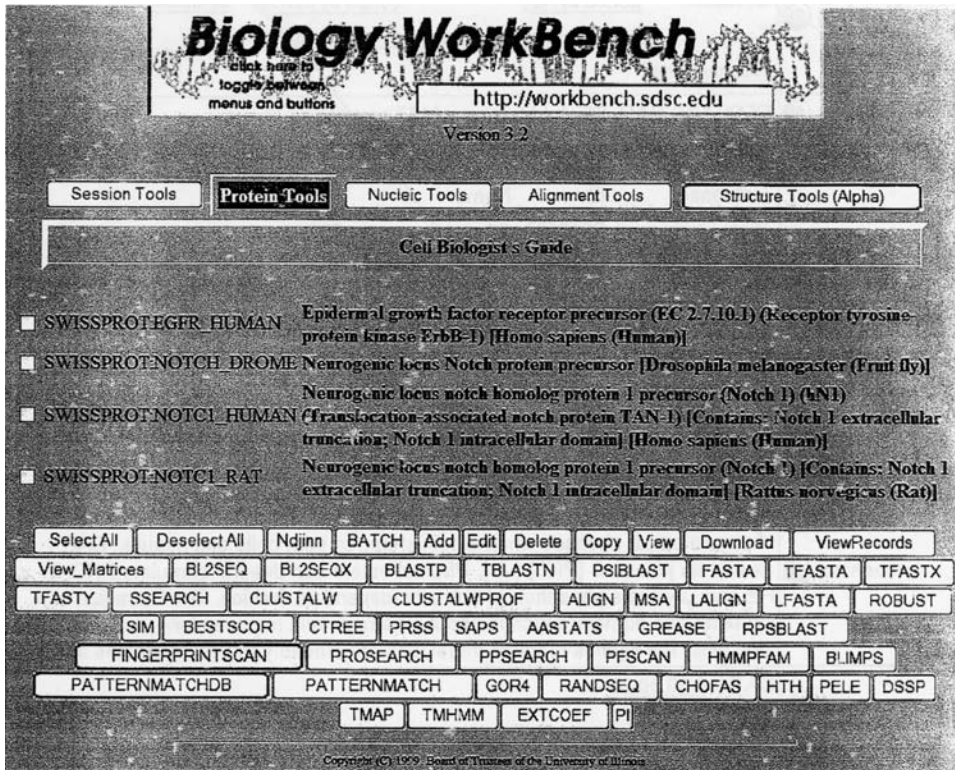 Biology WorkBench
click here to
toggle between
menus and buttons
http://workbench.sdsc.edu
Version 3.2
Session Tools Protein Tools Nucleic Tools Alignment Tools Structure Tools (Alpha)
Cell Biologist's Guide
SWISSPROT:EGFR_HUMAN Epidermal growth factor receptor precursor (EC 2.7.10.1) (Receptor tyrosine-
protein kinase ErbB-1) [Homo sapiens (Human)]
SWISSPROT:NOTCH_DROME Neurogenic locus Notch protein precursor [Drosophila melanogaster (Fruit fly)]
Neurogenic locus notch homolog protein 1 precursor (Notch 1) (hN1)
SWISSPROT:NOTC1_HUMAN (Translocation-associated notch protein TAN-1) [Contains: Notch 1 extracellular
truncation; Notch 1 intracellular domain] [Homo sapiens (Human)]
SWISSPROT:NOTC1_RAT Neurogenic locus notch homolog protein 1 precursor (Notch 1) [Contains: Notch 1
extracellular truncation; Notch 1 intracellular domain] [Rattus norvegicus (Rat)]
Select All Deselect All Ndjinn BATCH Add Edit Delete Copy View Download ViewRecords
View_Matrices BL2SEQ BL2SEQX BLASTP TBLASTN PSIBLAST FASTA TFASTA TFASTX
TFASTY SSEARCH CLUSTALW CLUSTALWPROF ALIGN MSA LALIGN LFASTA ROBUST
SIM BESTSCOR CTREE PRSS SAPS AASTATS GREASE RPSBLAST
FINGERPRINTSCAN PROSEARCH PPSEARCH PFSCAN HMMPFAM BLIMPS
PATTERNMATCHDB PATTERNMATCH GOR4 RANDSEQ CHOFAS HTH PELE DSSP
TMAP TMHMM EXTCOEF PI
Copyright (C) 1999, Board of Trustees of the University of Illinois